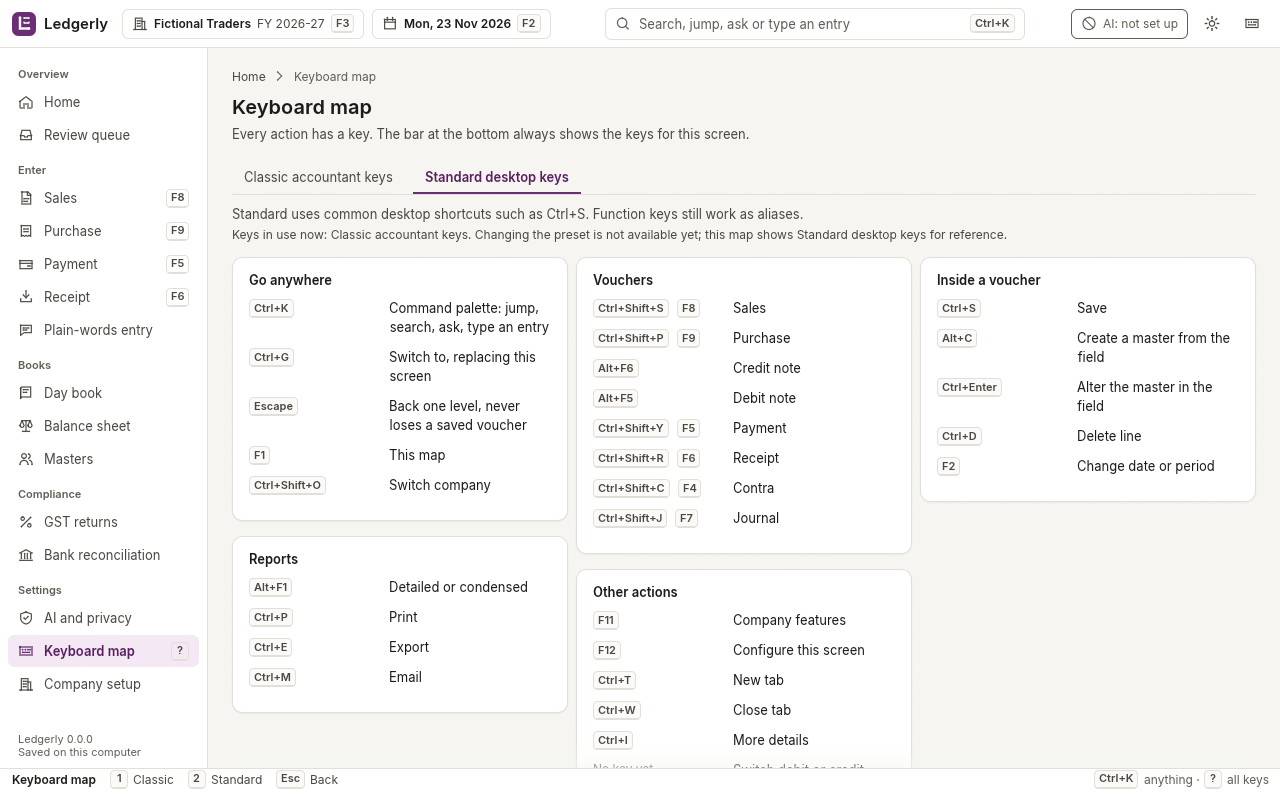 Ledgerly
Fictional Traders FY 2026-27 F3
Mon, 23 Nov 2026 F2
Search, jump, ask or type an entry Ctrl+K
AI: not set up
Overview
Home
Review queue
Enter
Sales F8
Purchase F9
Payment F5
Receipt F6
Plain-words entry
Books
Day book
Balance sheet
Masters
Compliance
GST returns
Bank reconciliation
Settings
AI and privacy
Keyboard map ?
Company setup
Ledgerly 0.0.0
Saved on this computer
Home > Keyboard map
Keyboard map
Every action has a key. The bar at the bottom always shows the keys for this screen.
Classic accountant keys
Standard desktop keys
Standard uses common desktop shortcuts such as Ctrl+S. Function keys still work as aliases.
Keys in use now: Classic accountant keys. Changing the preset is not available yet; this map shows Standard desktop keys for reference.
Go anywhere
Ctrl+K Command palette: jump,
search, ask, type an entry
Ctrl+G Switch to, replacing this
screen
Escape Back one level, never
loses a saved voucher
F1 This map
Ctrl+Shift+O Switch company
Reports
Alt+F1 Detailed or condensed
Ctrl+P Print
Ctrl+E Export
Ctrl+M Email
Vouchers
Ctrl+Shift+S F8 Sales
Ctrl+Shift+P F9 Purchase
Alt+F6 Credit note
Alt+F5 Debit note
Ctrl+Shift+Y F5 Payment
Ctrl+Shift+R F6 Receipt
Ctrl+Shift+C F4 Contra
Ctrl+Shift+J F7 Journal
Other actions
F11 Company features
F12 Configure this screen
Ctrl+T New tab
Ctrl+W Close tab
Ctrl+I More details
No key yet Switch debit or credit
Inside a voucher
Ctrl+S Save
Alt+C Create a master from the
field
Ctrl+Enter Alter the master in the
field
Ctrl+D Delete line
F2 Change date or period
Keyboard map 1 Classic 2 Standard Esc Back
Ctrl+K anything · ? all keys